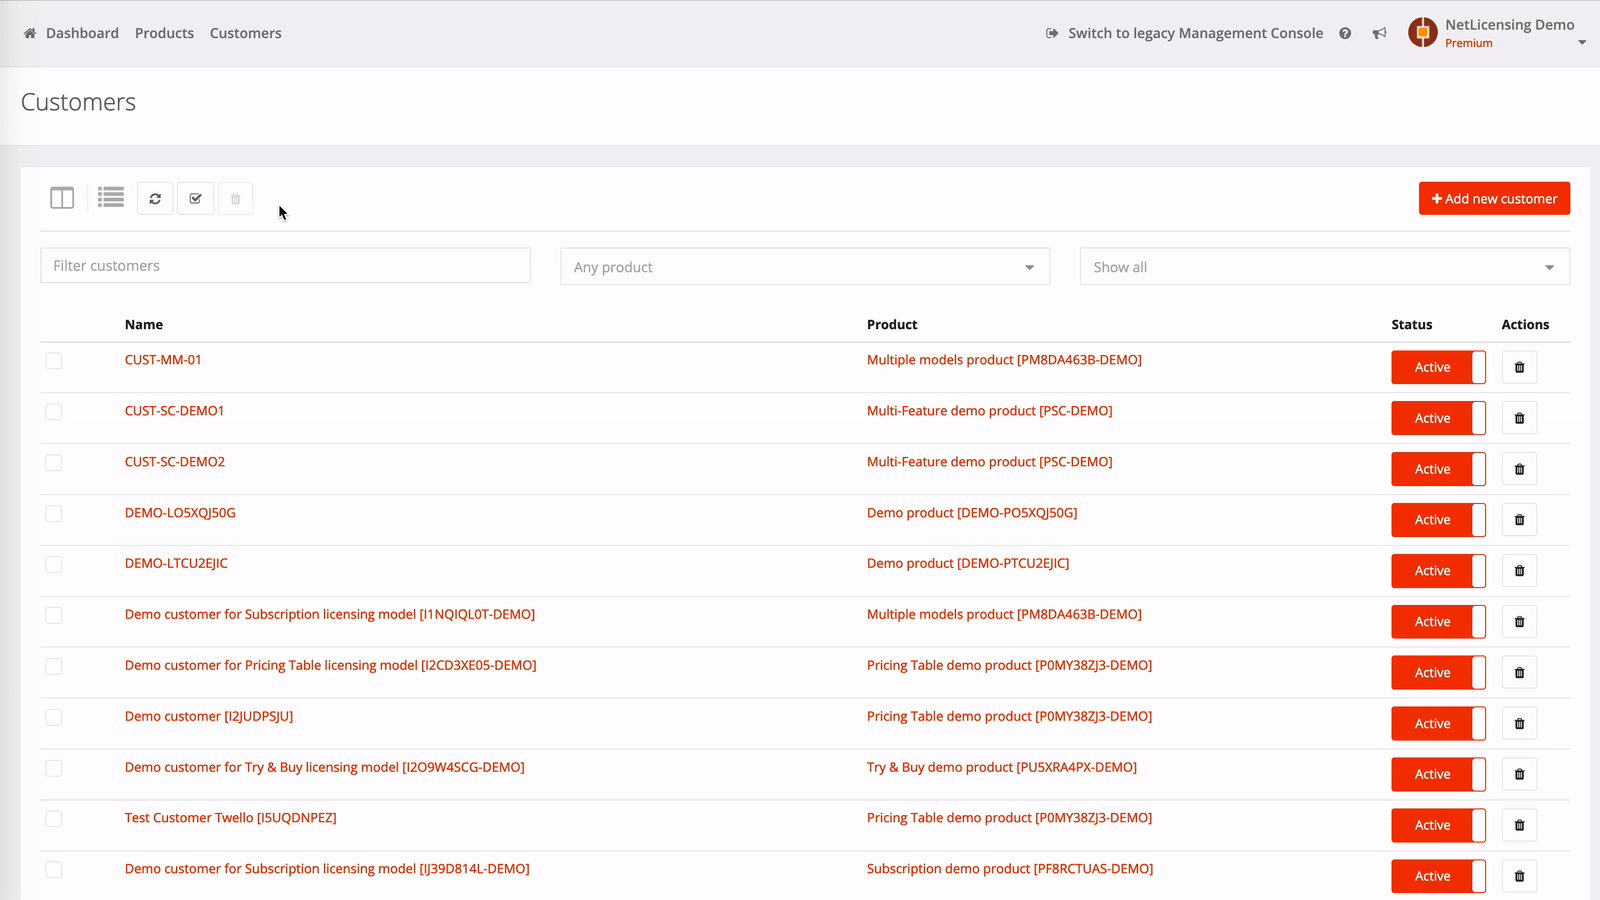 Dashboard Products Customers Switch to legacy Management Console NetLicensing Demo
Premium
Customers
Add new customer
Filter customers Any product Show all
Name Product Status Actions
CUST-MM-01 Multiple models product [PM8DA463B-DEMO] Active
CUST-SC-DEMO1 Multi-Feature demo product [PSC-DEMO] Active
CUST-SC-DEMO2 Multi-Feature demo product [PSC-DEMO] Active
DEMO-LO5XQJ50G Demo product [DEMO-PO5XQJ50G] Active
DEMO-LTCU2EJIC Demo product [DEMO-PTCU2EJIC] Active
Demo customer for Subscription licensing model [I1NQIQL0T-DEMO] Multiple models product [PM8DA463B-DEMO] Active
Demo customer for Pricing Table licensing model [I2CD3XE05-DEMO] Pricing Table demo product [P0MY38ZJ3-DEMO] Active
Demo customer [I2JUDPSJU] Pricing Table demo product [P0MY38ZJ3-DEMO] Active
Demo customer for Try & Buy licensing model [I2O9W4SCG-DEMO] Try & Buy demo product [PU5XRA4PX-DEMO] Active
Test Customer Twello [I5UQDNPEZ] Pricing Table demo product [P0MY38ZJ3-DEMO] Active
Demo customer for Subscription licensing model [IJ39D814L-DEMO] Subscription demo product [PF8RCTUAS-DEMO] Active